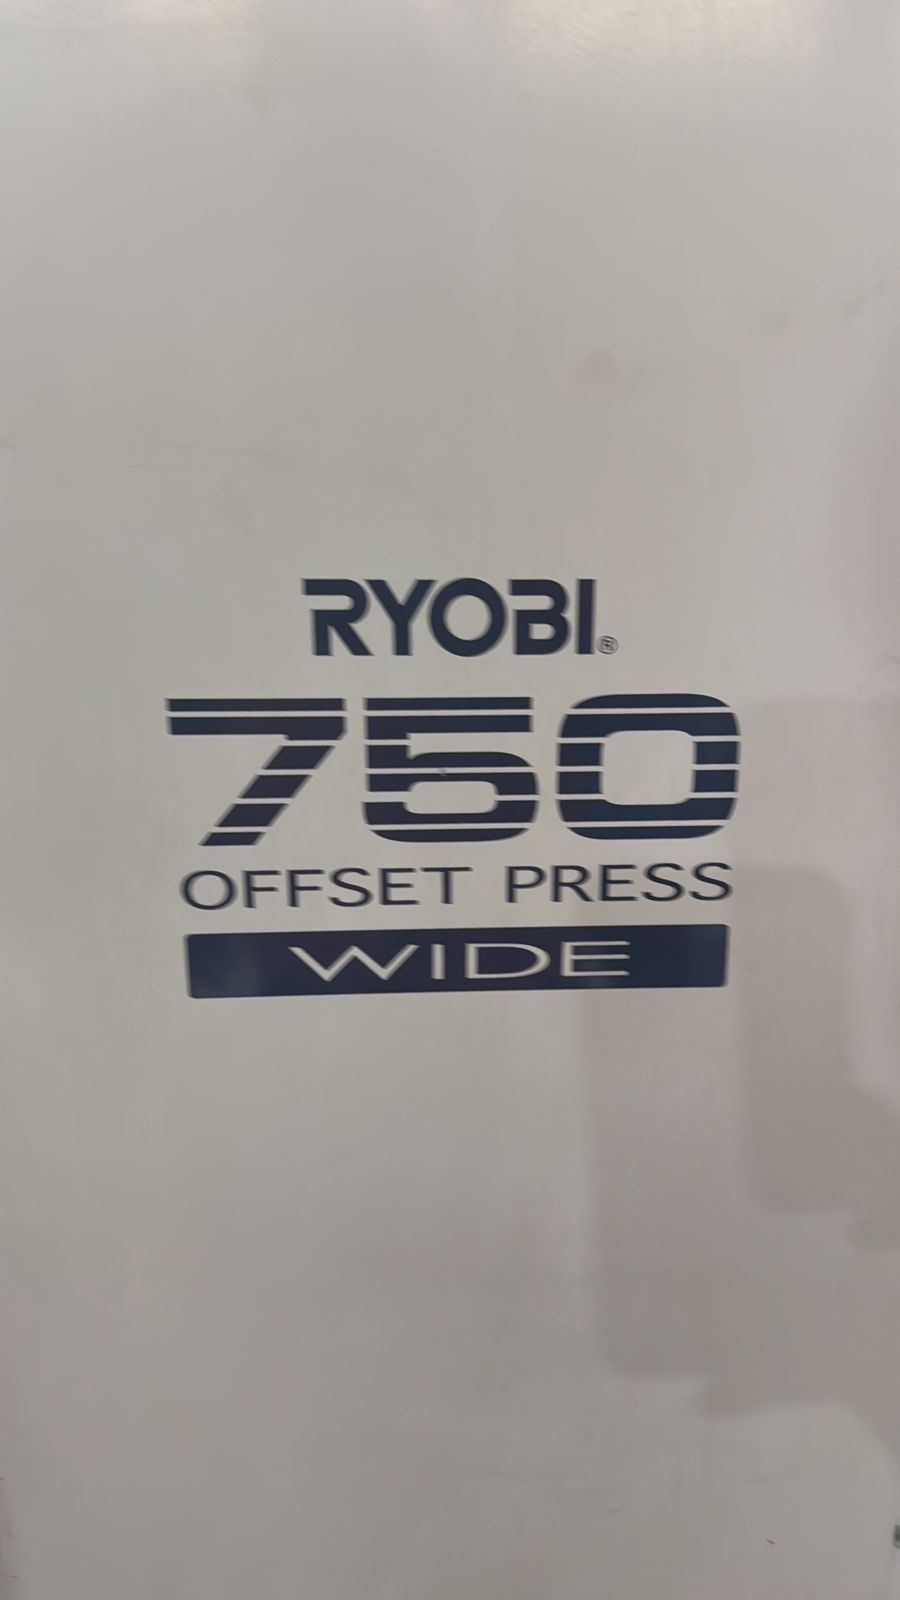 RYOBI®
750
OFFSET PRESS
WIDE